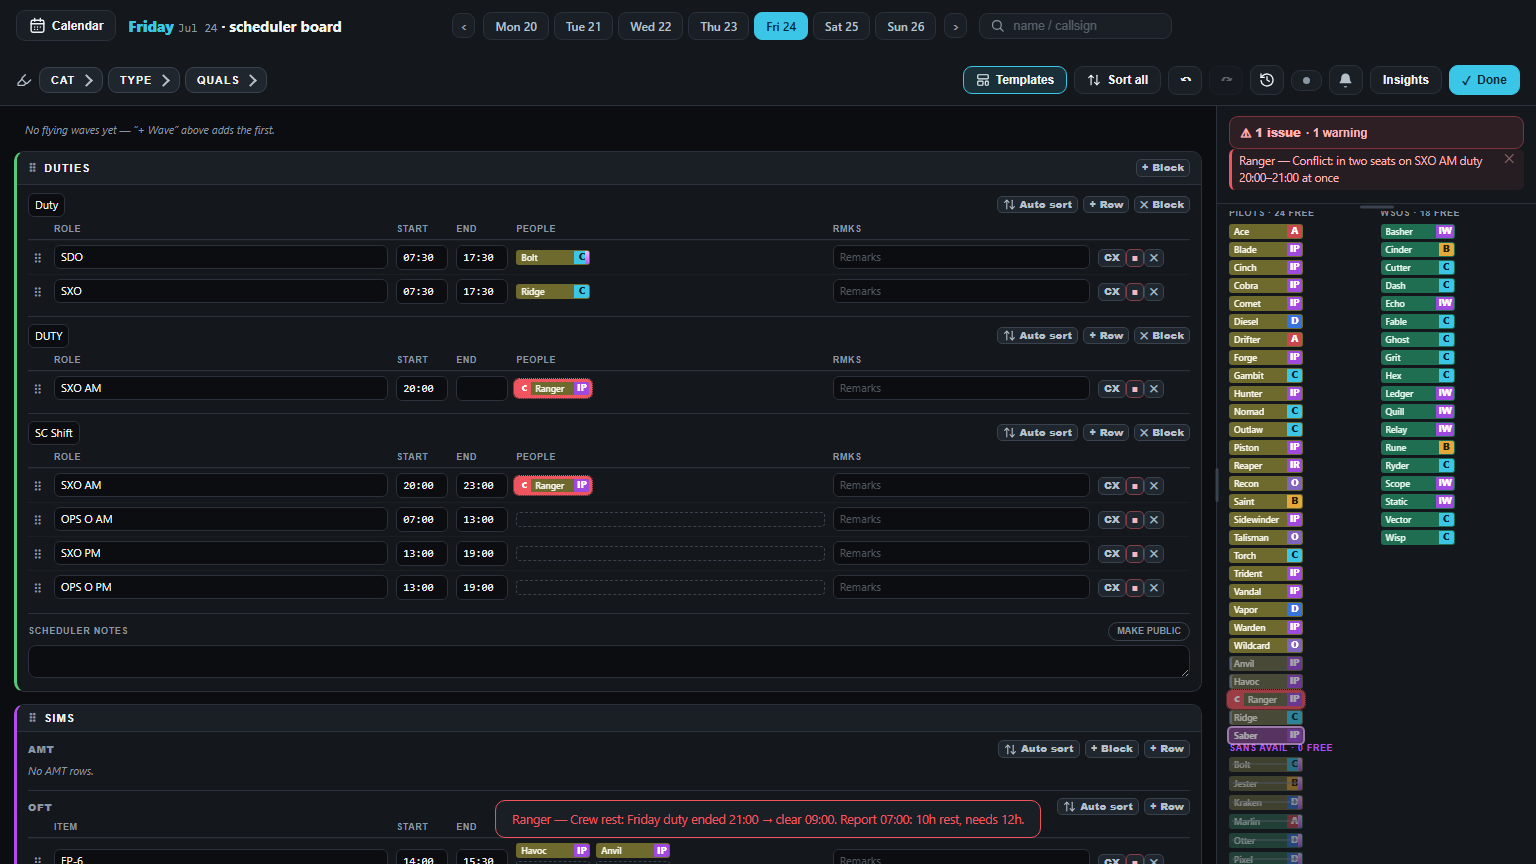 Calendar
Friday Jul 24 · scheduler board
‹ Mon 20 Tue 21 Wed 22 Thu 23 Fri 24 Sat 25 Sun 26 ›
name / callsign
CAT TYPE QUALS
Templates Sort all Insights ✓ Done
No flying waves yet — "+ Wave" above adds the first.
DUTIES + Block
Duty Auto sort + Row × Block
ROLE START END PEOPLE RMKS
SDO 07:30 17:30 Bolt C Remarks CX ×
SXO 07:30 17:30 Ridge C Remarks CX ×
DUTY Auto sort + Row × Block
ROLE START END PEOPLE RMKS
SXO AM 20:00 C Ranger IP Remarks CX ×
SC Shift Auto sort + Row × Block
ROLE START END PEOPLE RMKS
SXO AM 20:00 23:00 C Ranger IP Remarks CX ×
OPS O AM 07:00 13:00 Remarks CX ×
SXO PM 13:00 19:00 Remarks CX ×
OPS O PM 13:00 19:00 Remarks CX ×
SCHEDULER NOTES MAKE PUBLIC
SIMS
AMT Auto sort + Block + Row
No AMT rows.
OFT Auto sort + Row
ITEM START END
EP-6 14:00 15:30 Havoc IP Anvil IP Remarks CX ×
Ranger — Crew rest: Friday duty ended 21:00 → clear 09:00. Report 07:00: 10h rest, needs 12h.
⚠ 1 issue · 1 warning
Ranger — Conflict: in two seats on SXO AM duty
20:00–21:00 at once
PILOTS · 24 FREE
Ace A
Blade IP
Cinch IP
Cobra IP
Comet IP
Diesel D
Drifter A
Forge IP
Gambit C
Hunter IP
Nomad C
Outlaw C
Piston IP
Reaper IR
Recon O
Saint B
Sidewinder IP
Talisman O
Torch C
Trident IP
Vandal IP
Vapor D
Warden IP
Wildcard O
Anvil IP
Havoc IP
C Ranger IP
Ridge C
Saber IP
SANS AVAIL · 0 FREE
Bolt C
Jester B
Kraken D
Marlin A
Otter D
Pixel D
WSOS · 18 FREE
Basher IW
Cinder B
Cutter C
Dash C
Echo IW
Fable C
Ghost C
Grit C
Hex C
Ledger IW
Quill IW
Relay IW
Rune B
Ryder C
Scope IW
Static IW
Vector C
Wisp C